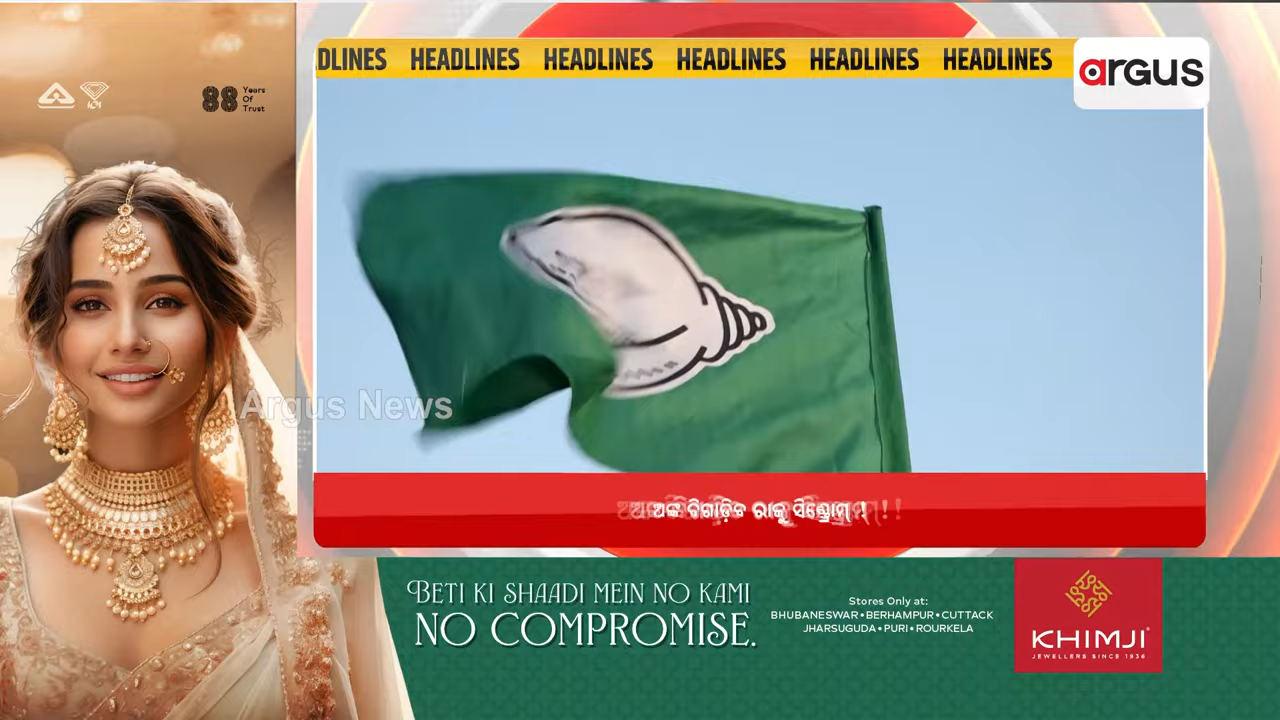 DLINES HEADLINES HEADLINES HEADLINES HEADLINES HEADLINES
argus
88 Years
Of
Trust
Argus News
ଅଙ୍କ ବିଗାଡ଼ିବ ରାଜୁ ସିଣ୍ଡ୍ରୋମ୍ !
BETI KI SHAADI MEIN NO KAMI
NO COMPROMISE.
Stores Only at:
BHUBANESWAR • BERHAMPUR • CUTTACK
JHARSUGUDA • PURI • ROURKELA
KHIMJI
JEWELLERS SINCE 1936